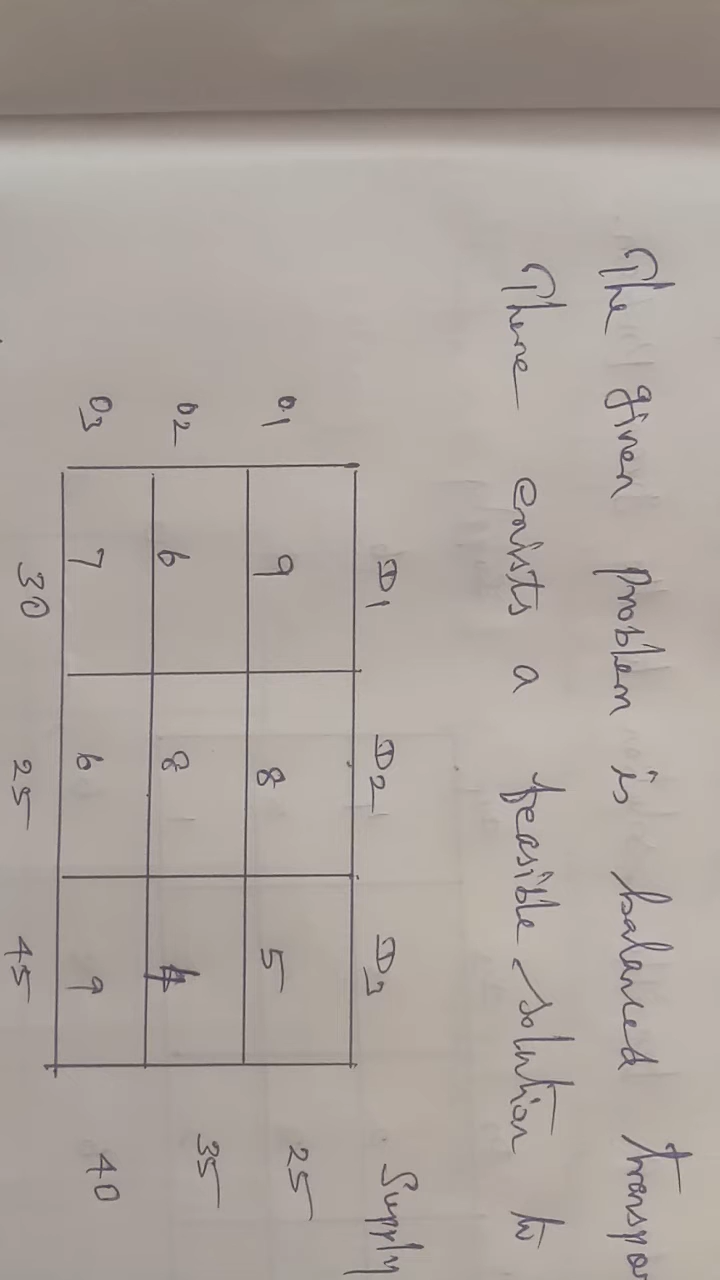 The given problem is balanced transpor
There exists a feasible solution to
D1 D2 D3 Supply
O1 9 8 5 25
O2 6 8 4 35
O3 7 6 9 40
30 25 45